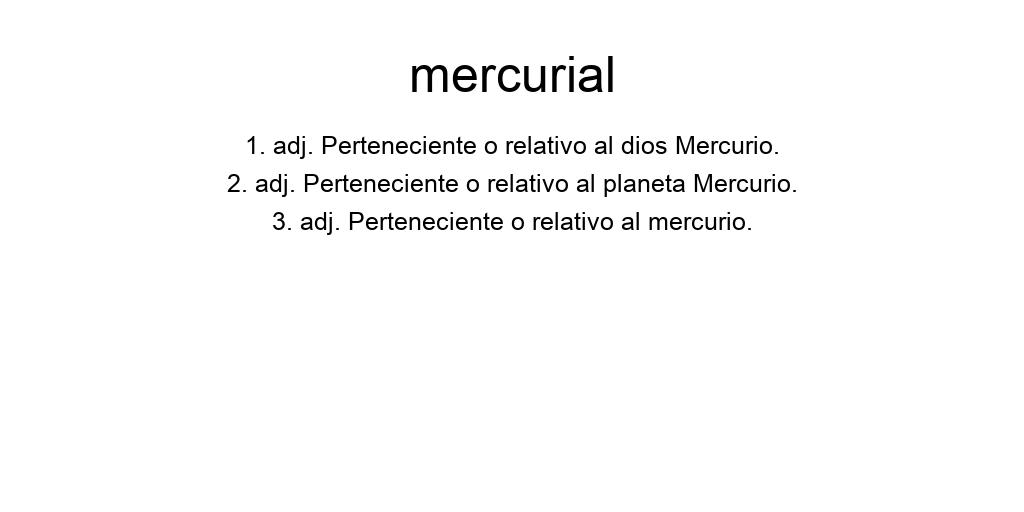 mercurial
1. adj. Perteneciente o relativo al dios Mercurio.
2. adj. Perteneciente o relativo al planeta Mercurio.
3. adj. Perteneciente o relativo al mercurio.